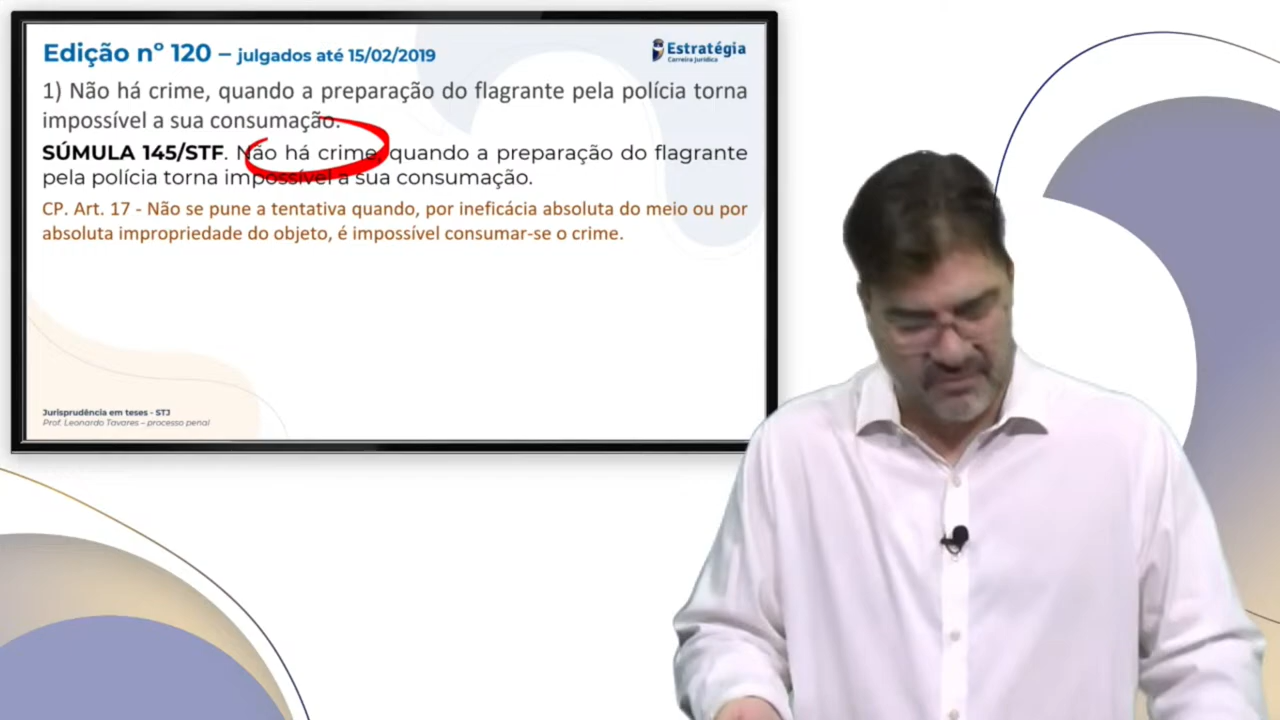 Edição nº 120 – julgados até 15/02/2019
Estratégia
Carreira Jurídica
1) Não há crime, quando a preparação do flagrante pela polícia torna
impossível a sua consumação.
SÚMULA 145/STF. Não há crime, quando a preparação do flagrante
pela polícia torna impossível a sua consumação.
CP. Art. 17 - Não se pune a tentativa quando, por ineficácia absoluta do meio ou por
absoluta impropriedade do objeto, é impossível consumar-se o crime.
Jurisprudência em teses - STJ
Prof. Leonardo Tavares – processo penal